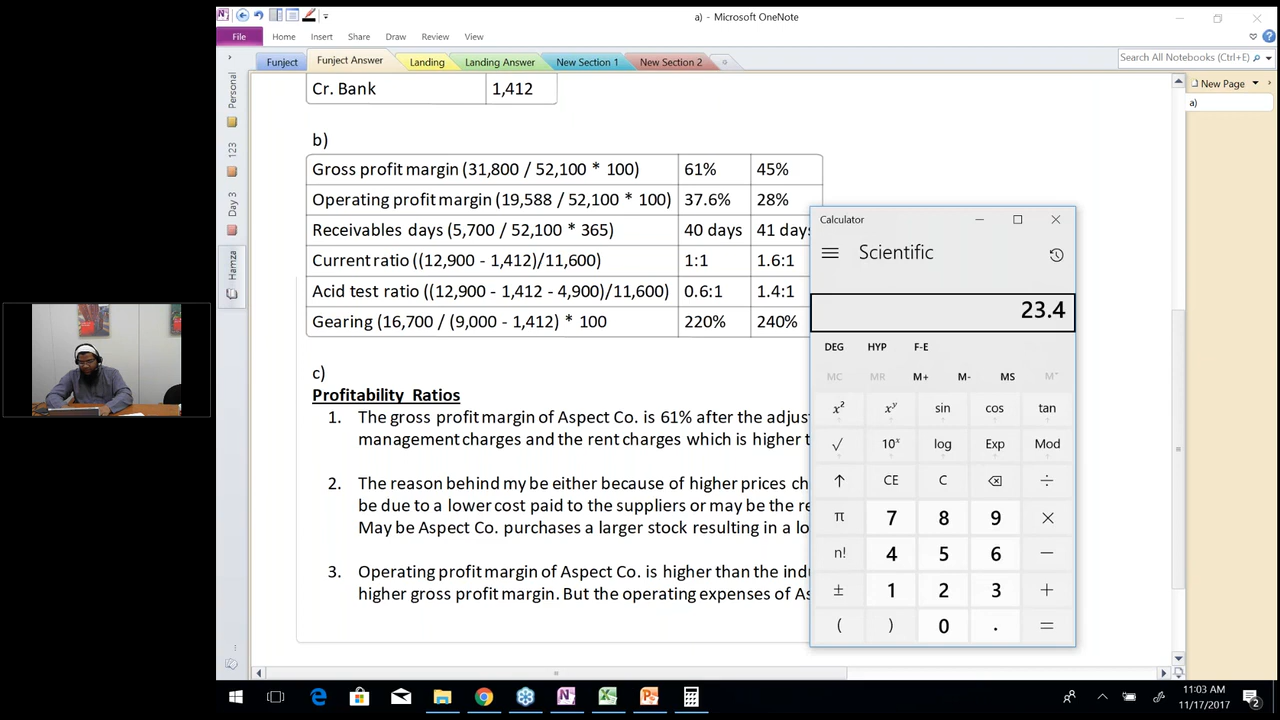 a) - Microsoft OneNote
File Home Insert Share Draw Review View
Funject Funject Answer Landing Landing Answer New Section 1 New Section 2
Search All Notebooks (Ctrl+E)
New Page
a)
Personal
123
Day 3
Hamza
Cr. Bank 1,412
b)
Gross profit margin (31,800 / 52,100 * 100) 61% 45%
Operating profit margin (19,588 / 52,100 * 100) 37.6% 28%
Receivables days (5,700 / 52,100 * 365) 40 days 41 days
Current ratio ((12,900 - 1,412)/11,600) 1:1 1.6:1
Acid test ratio ((12,900 - 1,412 - 4,900)/11,600) 0.6:1 1.4:1
Gearing (16,700 / (9,000 - 1,412) * 100 220% 240%
c)
Profitability Ratios
1. The gross profit margin of Aspect Co. is 61% after the adjus
management charges and the rent charges which is higher t
2. The reason behind my be either because of higher prices ch
be due to a lower cost paid to the suppliers or may be the re
May be Aspect Co. purchases a larger stock resulting in a lo
3. Operating profit margin of Aspect Co. is higher than the ind
higher gross profit margin. But the operating expenses of As
Calculator
Scientific
23.4
DEG HYP F-E
MC MR M+ M- MS M˅
x² xʸ sin cos tan
√ 10ˣ log Exp Mod
↑ CE C ⌫ ÷
π 7 8 9 ×
n! 4 5 6 −
± 1 2 3 +
( ) 0 . =
11:03 AM
11/17/2017
2